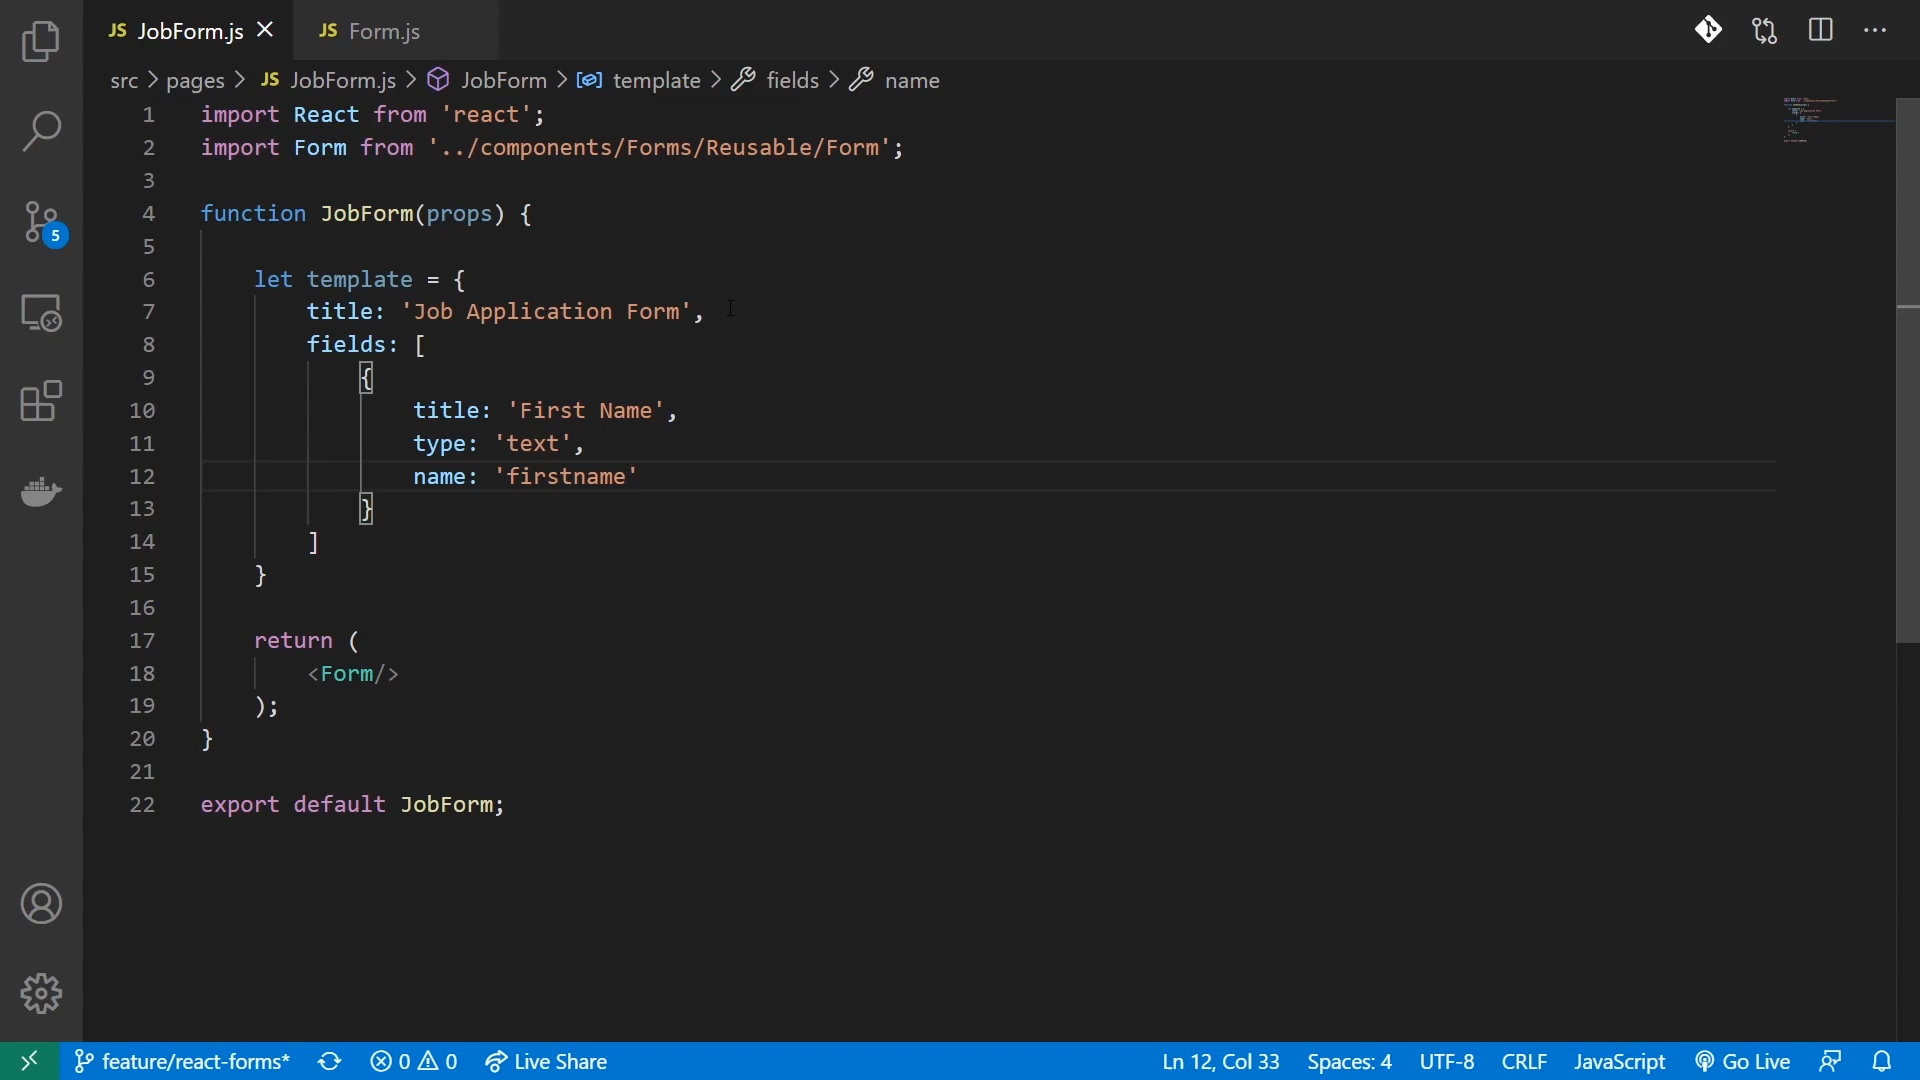 JS JobForm.js
JS Form.js
src > pages > JS JobForm.js > JobForm > template > fields > name
1 import React from 'react';
2 import Form from '../components/Forms/Reusable/Form';
3
4 function JobForm(props) {
5
6 let template = {
7 title: 'Job Application Form',
8 fields: [
9 {
10 title: 'First Name',
11 type: 'text',
12 name: 'firstname'
13 }
14 ]
15 }
16
17 return (
18 <Form/>
19 );
20 }
21
22 export default JobForm;
5
feature/react-forms* 0 0 Live Share Ln 12, Col 33 Spaces: 4 UTF-8 CRLF JavaScript Go Live